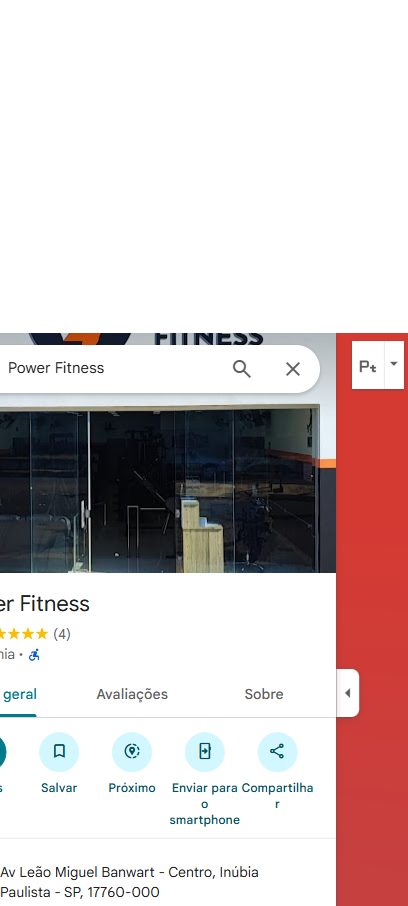 FITNESS
Power Fitness
Pt
er Fitness
(4)
nia •
geral
Avaliações
Sobre
s
Salvar
Próximo
Enviar para
o
smartphone
Compartilha
r
Av Leão Miguel Banwart - Centro, Inúbia
Paulista - SP, 17760-000